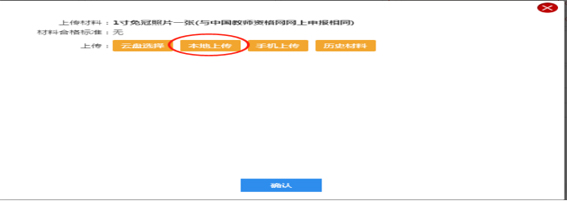 上传材料：1寸免冠照片一张(与中国教师资格网网上申报相同)
材料合格标准：无
上传：云盘选择 本地上传 手机上传 历史材料
确认